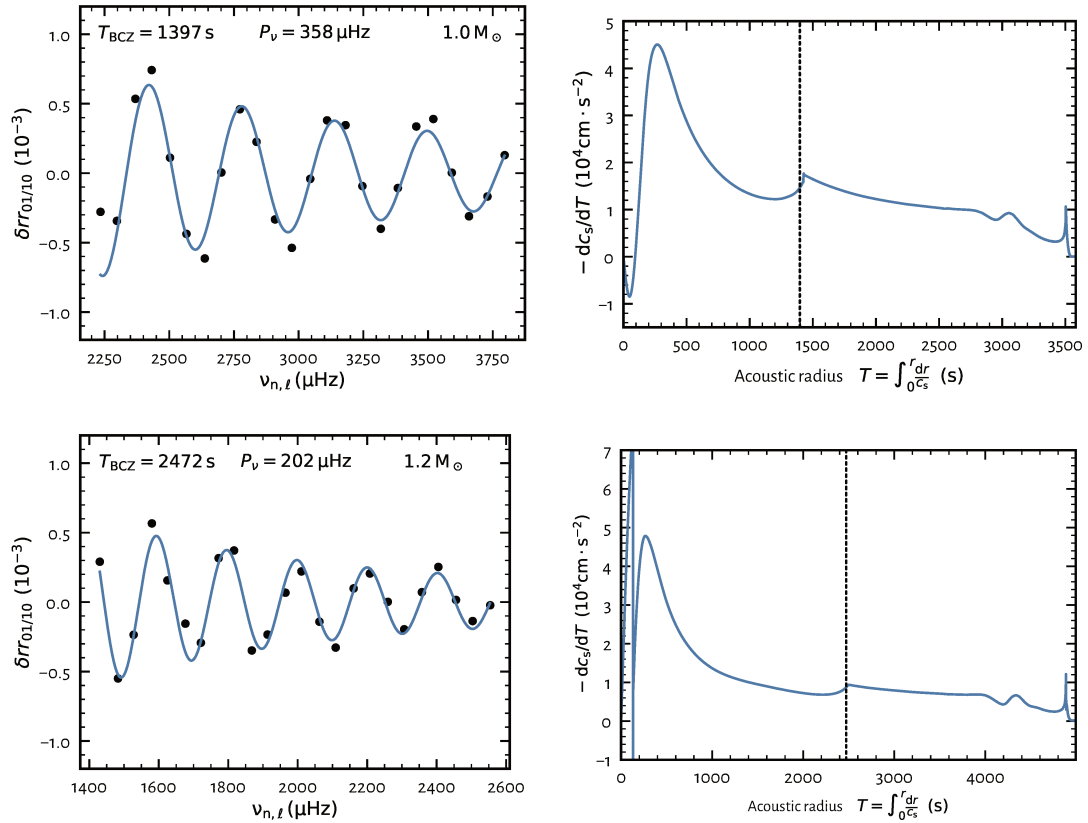 T_BCZ = 1397 s P_ν = 358 μHz 1.0 M_⊙
1.0
0.5
0.0
−0.5
−1.0
δrr_01/10 (10^−3)
2250 2500 2750 3000 3250 3500 3750
ν_n,ℓ (μHz)
5
4
3
2
1
0
−1
− dc_s/dT (10^4 cm · s^−2)
0 500 1000 1500 2000 2500 3000 3500
Acoustic radius T = ∫_0^r dr/c_s (s)
T_BCZ = 2472 s P_ν = 202 μHz 1.2 M_⊙
1.0
0.5
0.0
−0.5
−1.0
δrr_01/10 (10^−3)
1400 1600 1800 2000 2200 2400 2600
ν_n,ℓ (μHz)
7
6
5
4
3
2
1
0
−1
− dc_s/dT (10^4 cm · s^−2)
0 1000 2000 3000 4000
Acoustic radius T = ∫_0^r dr/c_s (s)